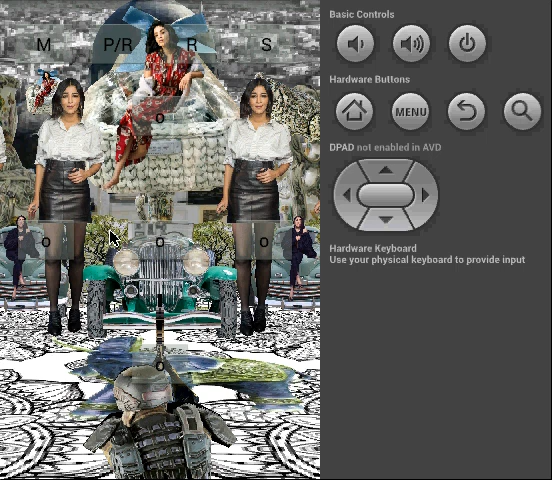 Basic Controls
M P/R R S
Hardware Buttons
MENU
o
DPAD not enabled in AVD
o o o
Hardware Keyboard
Use your physical keyboard to provide input
o